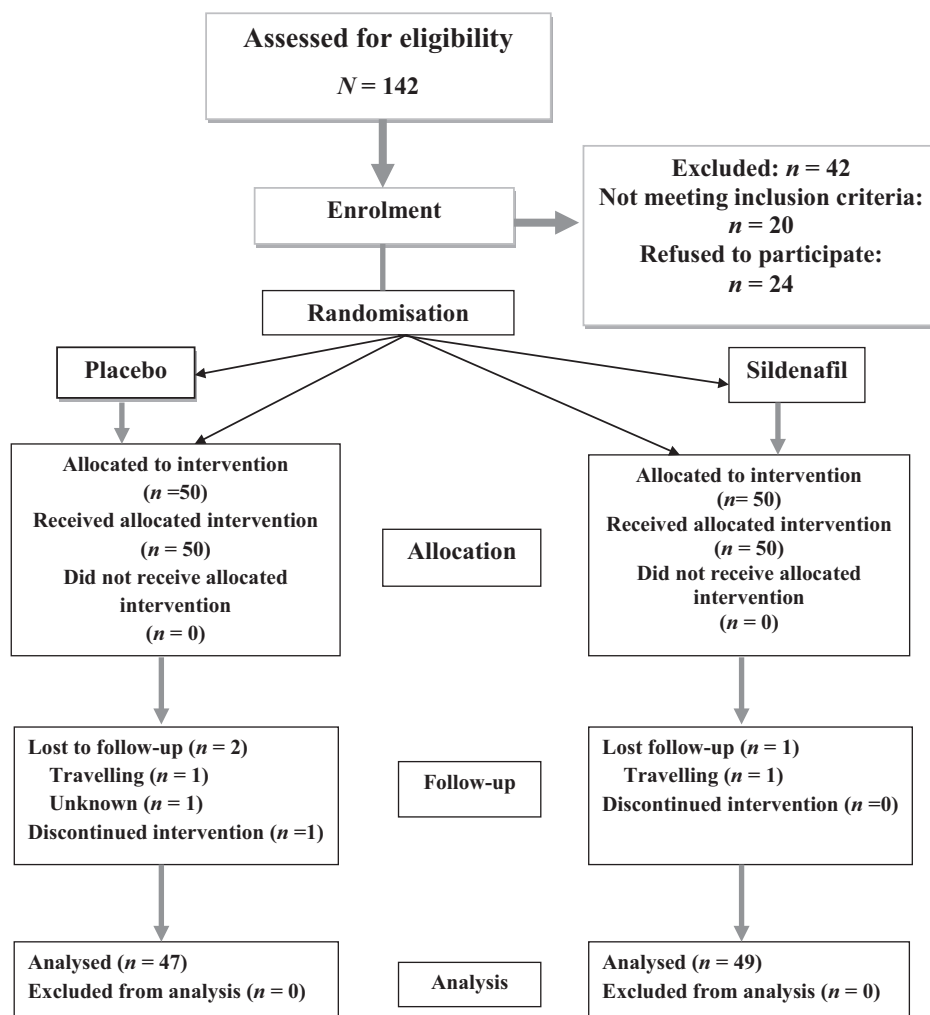 Assessed for eligibility
N = 142
Excluded: n = 42
Not meeting inclusion criteria:
n = 20
Refused to participate:
n = 24
Enrolment
Randomisation
Placebo
Sildenafil
Allocated to intervention
(n =50)
Received allocated intervention
(n = 50)
Did not receive allocated
intervention
(n = 0)
Allocation
Allocated to intervention
(n= 50)
Received allocated intervention
(n = 50)
Did not receive allocated
intervention
(n = 0)
Lost to follow-up (n = 2)
Travelling (n = 1)
Unknown (n = 1)
Discontinued intervention (n =1)
Follow-up
Lost follow-up (n = 1)
Travelling (n = 1)
Discontinued intervention (n =0)
Analysed (n = 47)
Excluded from analysis (n = 0)
Analysis
Analysed (n = 49)
Excluded from analysis (n = 0)